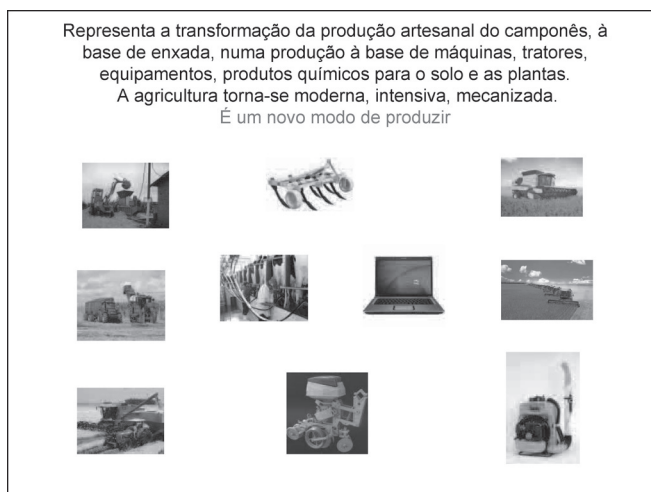 Representa a transformação da produção artesanal do camponês, à
base de enxada, numa produção à base de máquinas, tratores,
equipamentos, produtos químicos para o solo e as plantas.
A agricultura torna-se moderna, intensiva, mecanizada.
É um novo modo de produzir